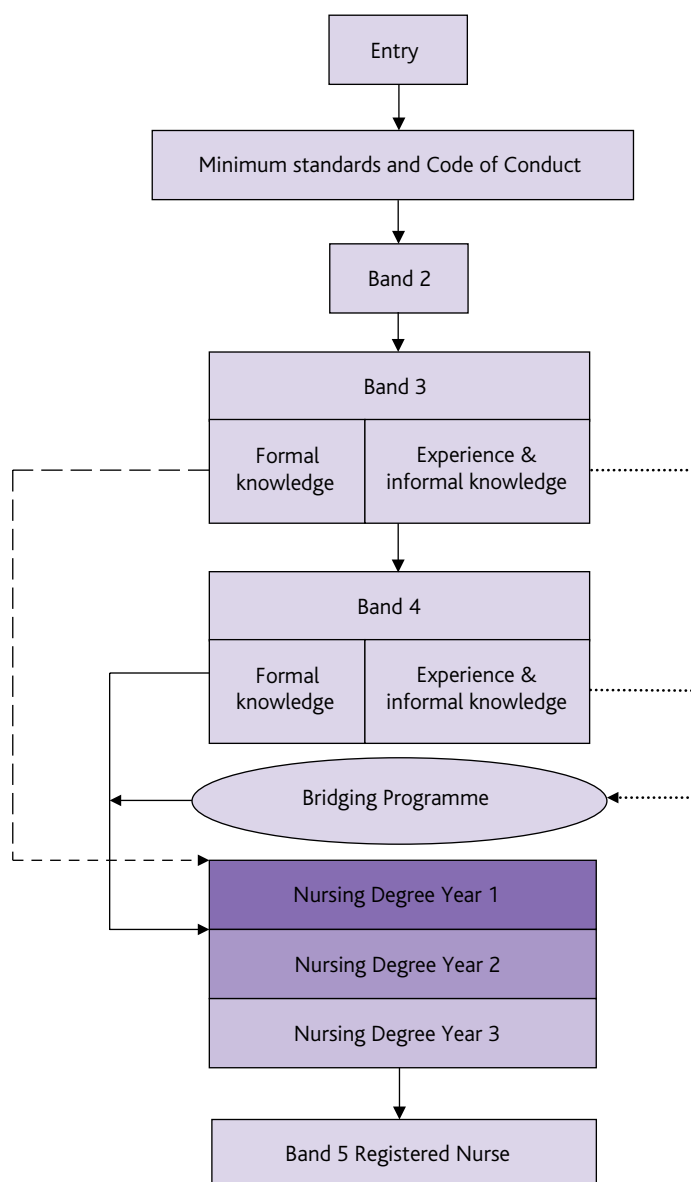 Entry
Minimum standards and Code of Conduct
Band 2
Band 3
Formal
knowledge
Experience &
informal knowledge
Band 4
Formal
knowledge
Experience &
informal knowledge
Bridging Programme
Nursing Degree Year 1
Nursing Degree Year 2
Nursing Degree Year 3
Band 5 Registered Nurse